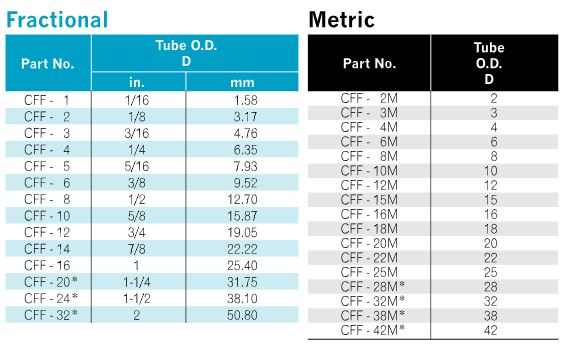 Fractional
Part No. Tube O.D. D
in. mm
CFF - 1 1/16 1.58
CFF - 2 1/8 3.17
CFF - 3 3/16 4.76
CFF - 4 1/4 6.35
CFF - 5 5/16 7.93
CFF - 6 3/8 9.52
CFF - 8 1/2 12.70
CFF - 10 5/8 15.87
CFF - 12 3/4 19.05
CFF - 14 7/8 22.22
CFF - 16 1 25.40
CFF - 20* 1-1/4 31.75
CFF - 24* 1-1/2 38.10
CFF - 32* 2 50.80
Metric
Part No. Tube O.D. D
CFF - 2M 2
CFF - 3M 3
CFF - 4M 4
CFF - 6M 6
CFF - 8M 8
CFF - 10M 10
CFF - 12M 12
CFF - 15M 15
CFF - 16M 16
CFF - 18M 18
CFF - 20M 20
CFF - 22M 22
CFF - 25M 25
CFF - 28M* 28
CFF - 32M* 32
CFF - 38M* 38
CFF - 42M* 42